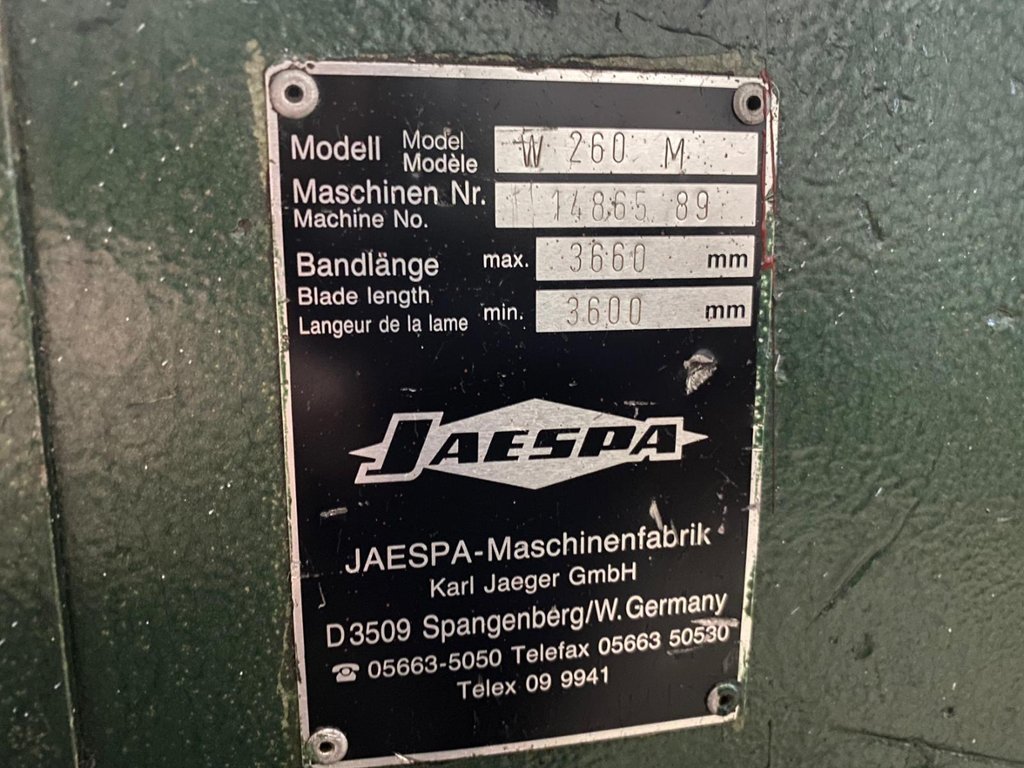 Modell Model Modèle W 260 M
Maschinen Nr. 14865 89
Machine No.
Bandlänge max. 3660 mm
Blade length
Langeur de la lame min. 3600 mm
JAESPA
JAESPA-Maschinenfabrik
Karl Jaeger GmbH
D3509 Spangenberg/W.Germany
☎ 05663-5050 Telefax 05663 50530
Telex 09 9941